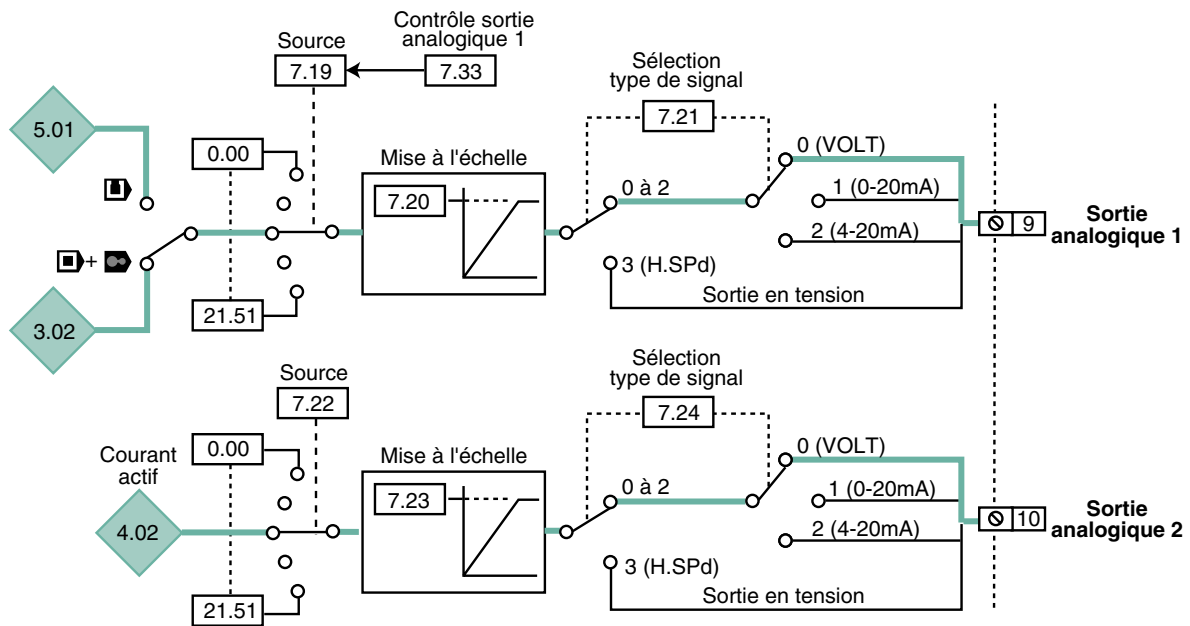 Contrôle sortie
analogique 1
Source
7.19
7.33
Sélection
type de signal
7.21
5.01
0.00
Mise à l'échelle
7.20
0 à 2
0 (VOLT)
1 (0-20mA)
2 (4-20mA)
9
Sortie
analogique 1
+
3 (H.SPd)
Sortie en tension
3.02
21.51
Source
7.22
Sélection
type de signal
7.24
Courant
actif
0.00
Mise à l'échelle
7.23
0 à 2
0 (VOLT)
1 (0-20mA)
2 (4-20mA)
10
Sortie
analogique 2
4.02
3 (H.SPd)
Sortie en tension
21.51